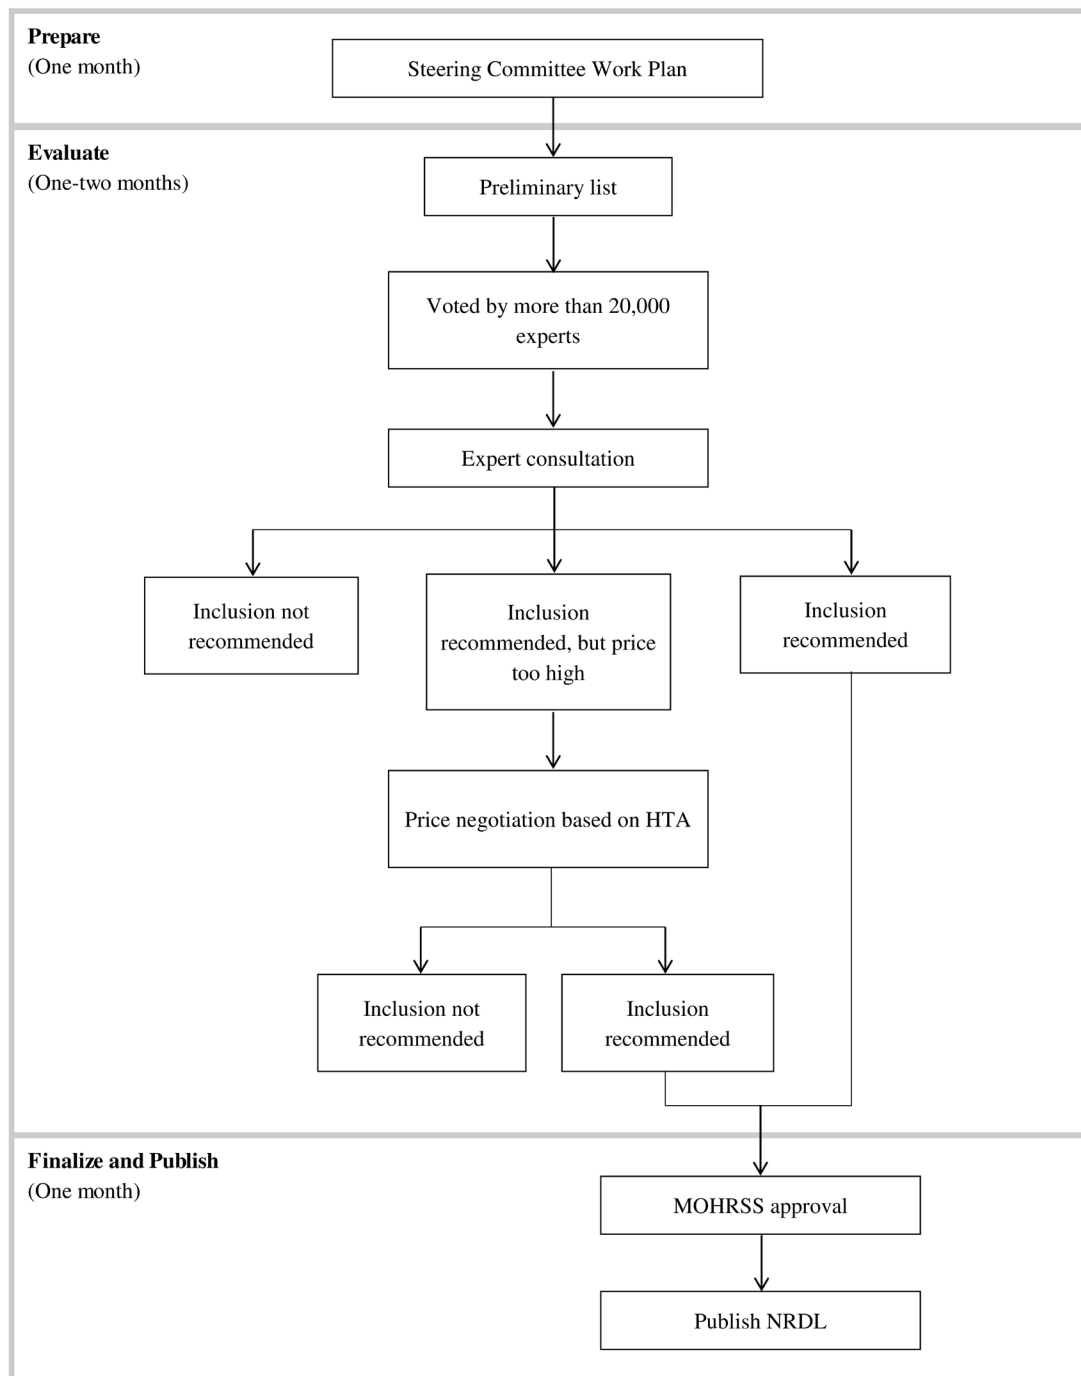 Prepare
(One month)
Steering Committee Work Plan
Evaluate
(One-two months)
Preliminary list
Voted by more than 20,000
experts
Expert consultation
Inclusion not
recommended
Inclusion
recommended, but price
too high
Inclusion
recommended
Price negotiation based on HTA
Inclusion not
recommended
Inclusion
recommended
Finalize and Publish
(One month)
MOHRSS approval
Publish NRDL